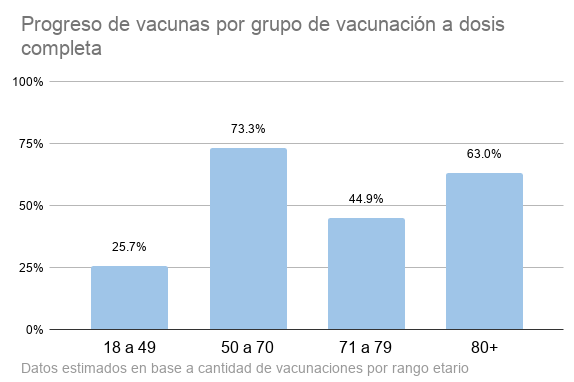 Progreso de vacunas por grupo de vacunación a dosis
completa
100%
75%
50%
25%
0%
25.7%
73.3%
44.9%
63.0%
18 a 49
50 a 70
71 a 79
80+
Datos estimados en base a cantidad de vacunaciones por rango etario